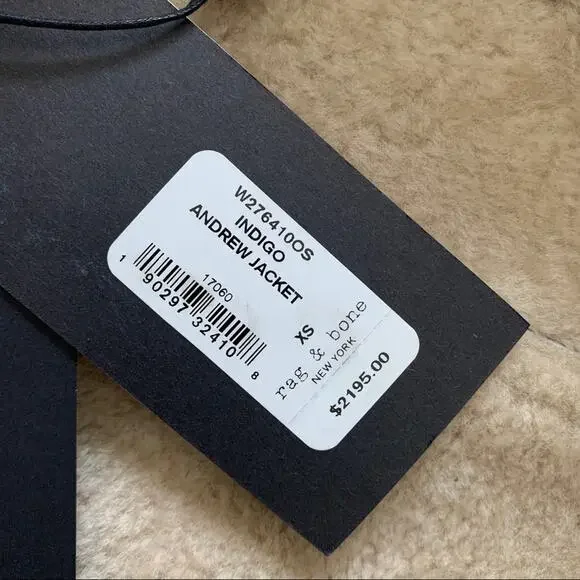 W276410OS
INDIGO
ANDREW JACKET
17060
1 90297 32410 8
XS
rag & bone
NEW YORK
$2195.00